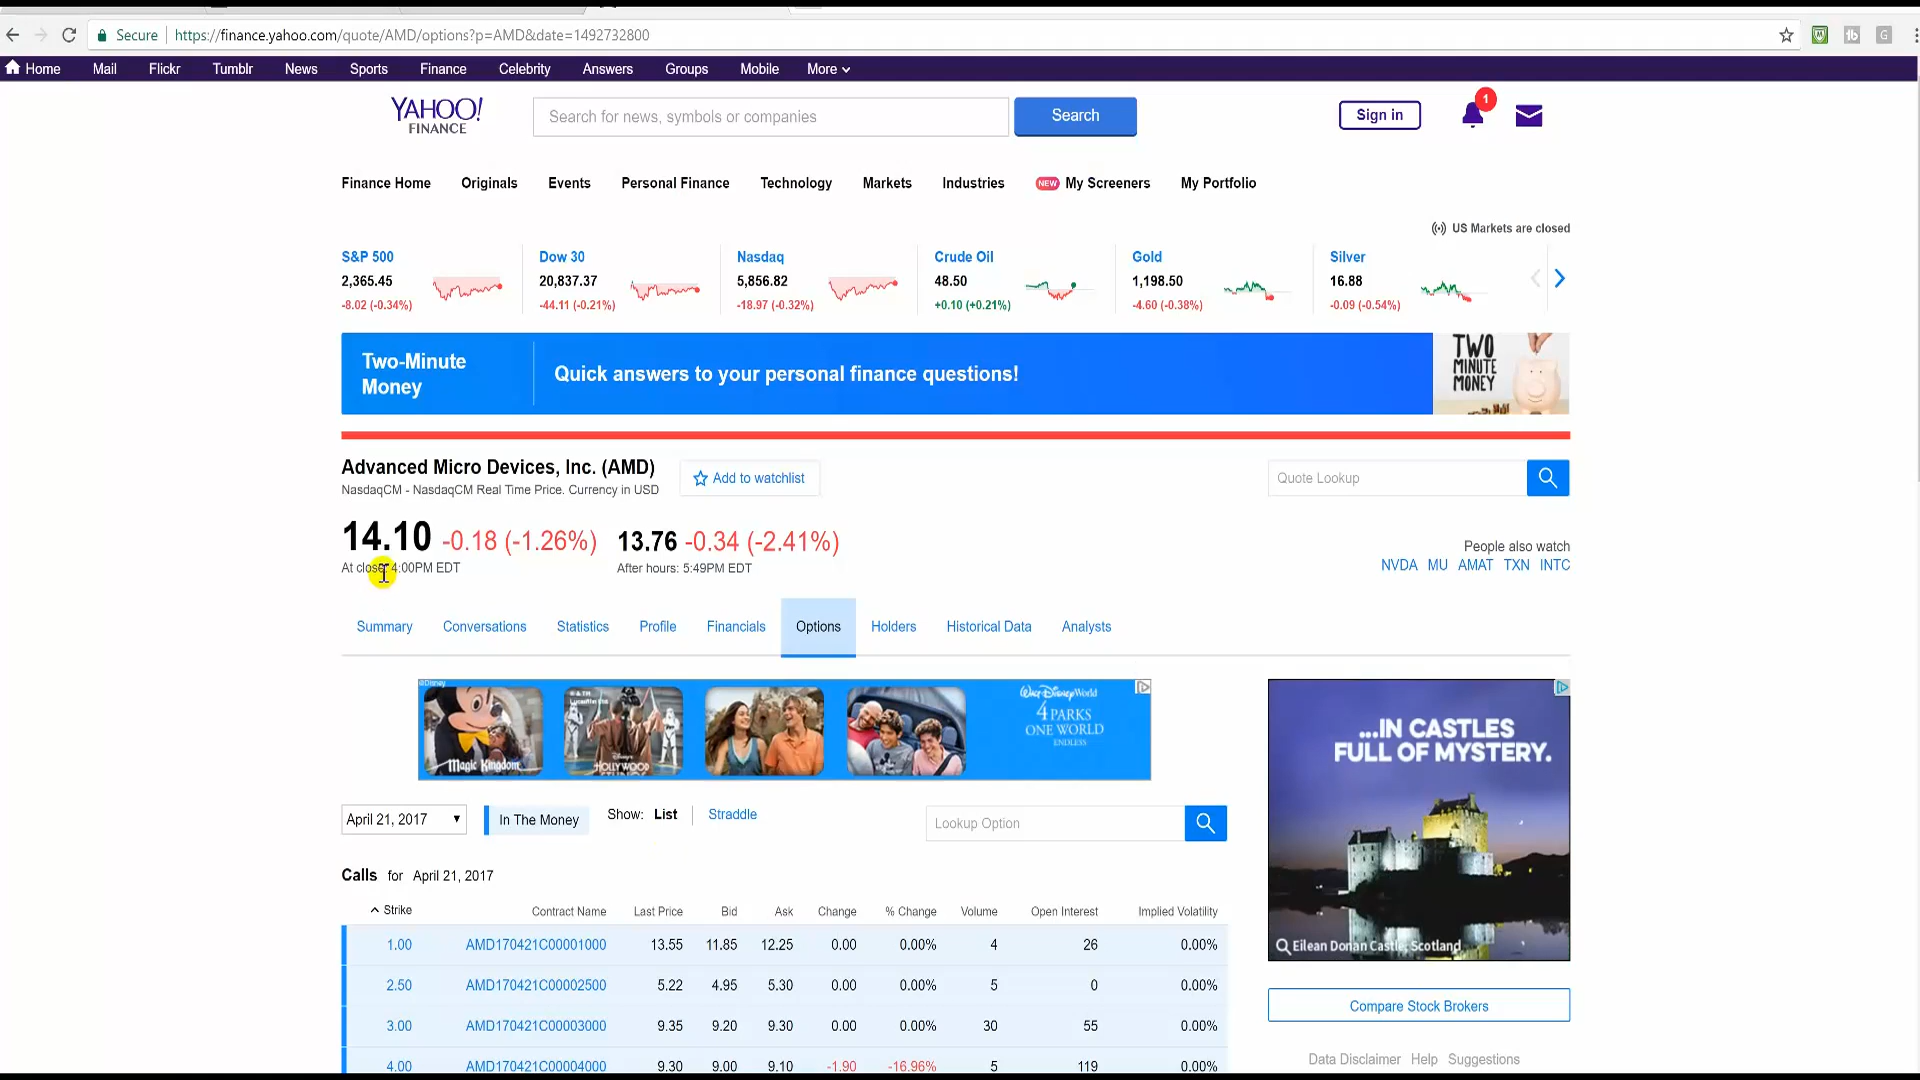 Secure https://finance.yahoo.com/quote/AMD/options?p=AMD&date=1492732800
Home Mail Flickr Tumblr News Sports Finance Celebrity Answers Groups Mobile More
YAHOO!
FINANCE
Search for news, symbols or companies
Search
Sign in
1
Finance Home Originals Events Personal Finance Technology Markets Industries NEW My Screeners My Portfolio
US Markets are closed
S&P 500 Dow 30 Nasdaq Crude Oil Gold Silver
2,365.45 20,837.37 5,856.82 48.50 1,198.50 16.88
-8.02 (-0.34%) -44.11 (-0.21%) -18.97 (-0.32%) +0.10 (+0.21%) -4.60 (-0.38%) -0.09 (-0.54%)
Two-Minute
Money
Quick answers to your personal finance questions!
TWO
MINUTE
MONEY
Advanced Micro Devices, Inc. (AMD)
Add to watchlist
Quote Lookup
NasdaqCM - NasdaqCM Real Time Price. Currency in USD
14.10 -0.18 (-1.26%) 13.76 -0.34 (-2.41%)
At close: 4:00PM EDT After hours: 5:49PM EDT
People also watch
NVDA MU AMAT TXN INTC
Summary Conversations Statistics Profile Financials Options Holders Historical Data Analysts
©Disney
Magic Kingdom
HOLLYWOOD
STUDIOS
Walt Disney World
4 PARKS
ONE WORLD
ENDLESS
...IN CASTLES
FULL OF MYSTERY.
Eilean Donan Castle, Scotland
April 21, 2017 In The Money Show: List Straddle
Lookup Option
Calls for April 21, 2017
Strike Contract Name Last Price Bid Ask Change % Change Volume Open Interest Implied Volatility
1.00 AMD170421C00001000 13.55 11.85 12.25 0.00 0.00% 4 26 0.00%
2.50 AMD170421C00002500 5.22 4.95 5.30 0.00 0.00% 5 0 0.00%
3.00 AMD170421C00003000 9.35 9.20 9.30 0.00 0.00% 30 55 0.00%
4.00 AMD170421C00004000 9.30 9.00 9.10 -1.90 -16.96% 5 119 0.00%
Compare Stock Brokers
Data Disclaimer Help Suggestions